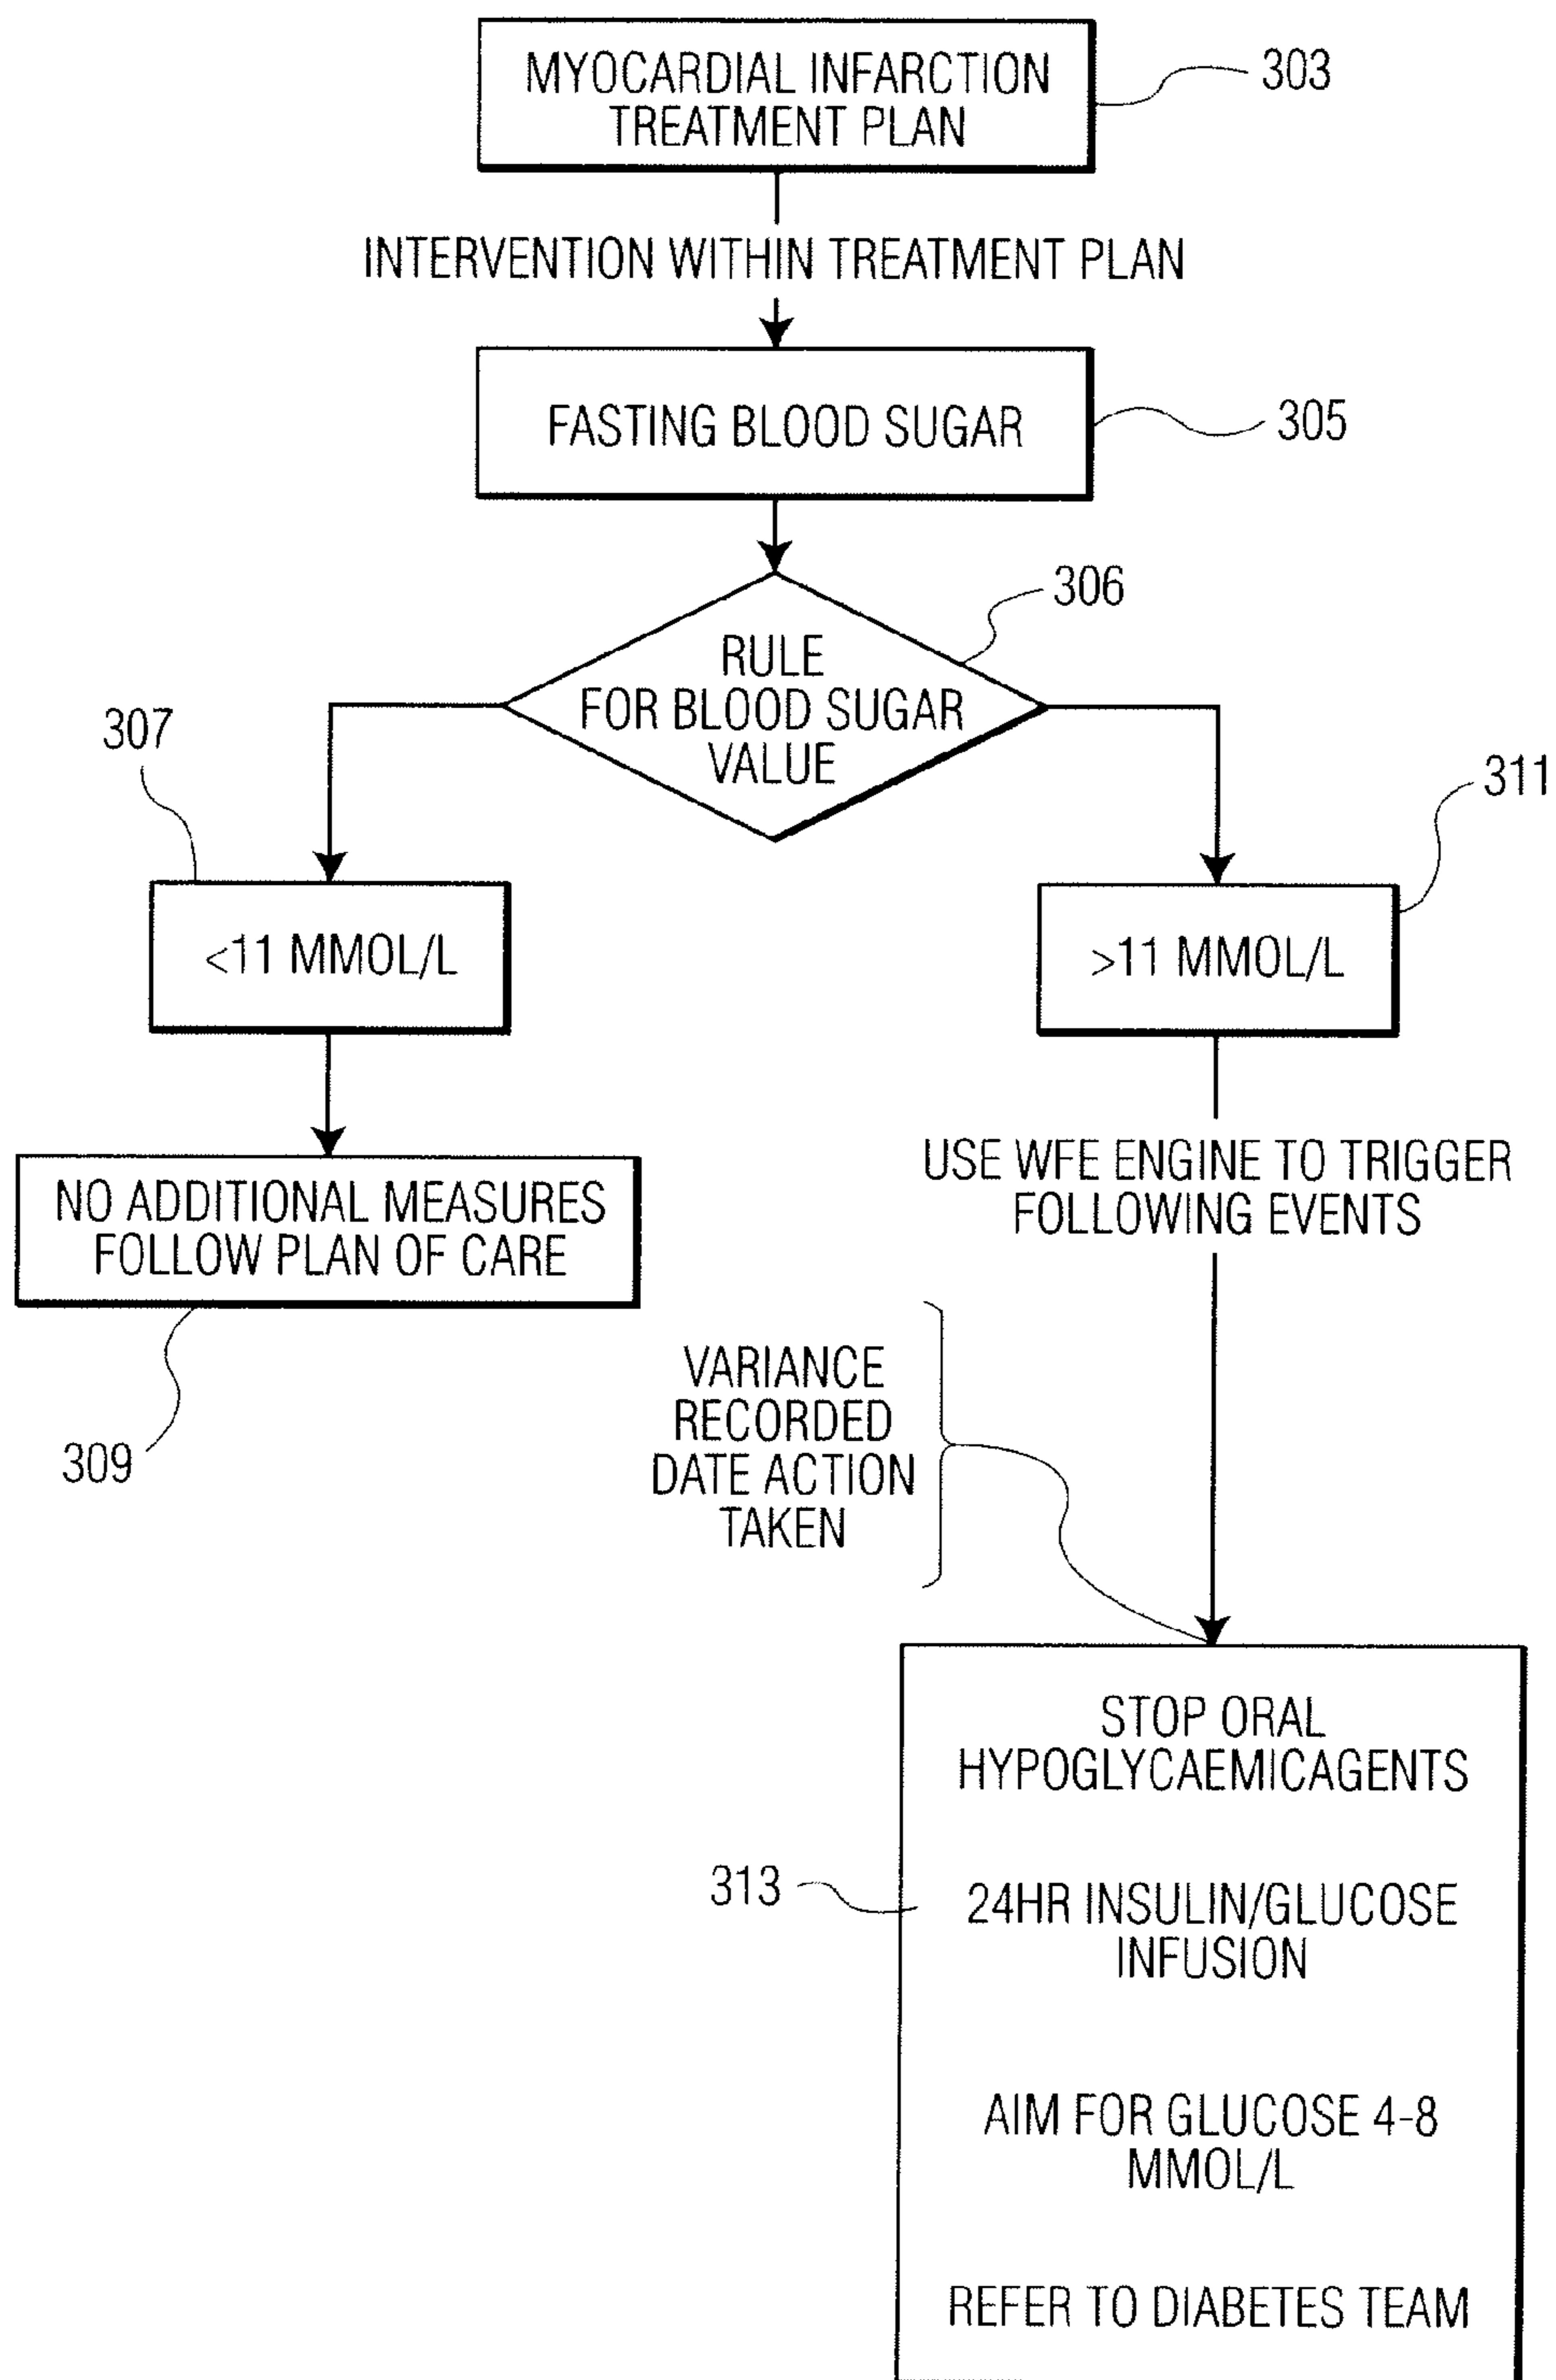 MYOCARDIAL INFARCTION
TREATMENT PLAN
303
INTERVENTION WITHIN TREATMENT PLAN
FASTING BLOOD SUGAR
305
306
RULE
FOR BLOOD SUGAR
VALUE
307
311
<11 MMOL/L
>11 MMOL/L
NO ADDITIONAL MEASURES
FOLLOW PLAN OF CARE
309
USE WFE ENGINE TO TRIGGER
FOLLOWING EVENTS
VARIANCE
RECORDED
DATE ACTION
TAKEN
STOP ORAL
HYPOGLYCAEMICAGENTS
313
24HR INSULIN/GLUCOSE
INFUSION
AIM FOR GLUCOSE 4-8
MMOL/L
REFER TO DIABETES TEAM